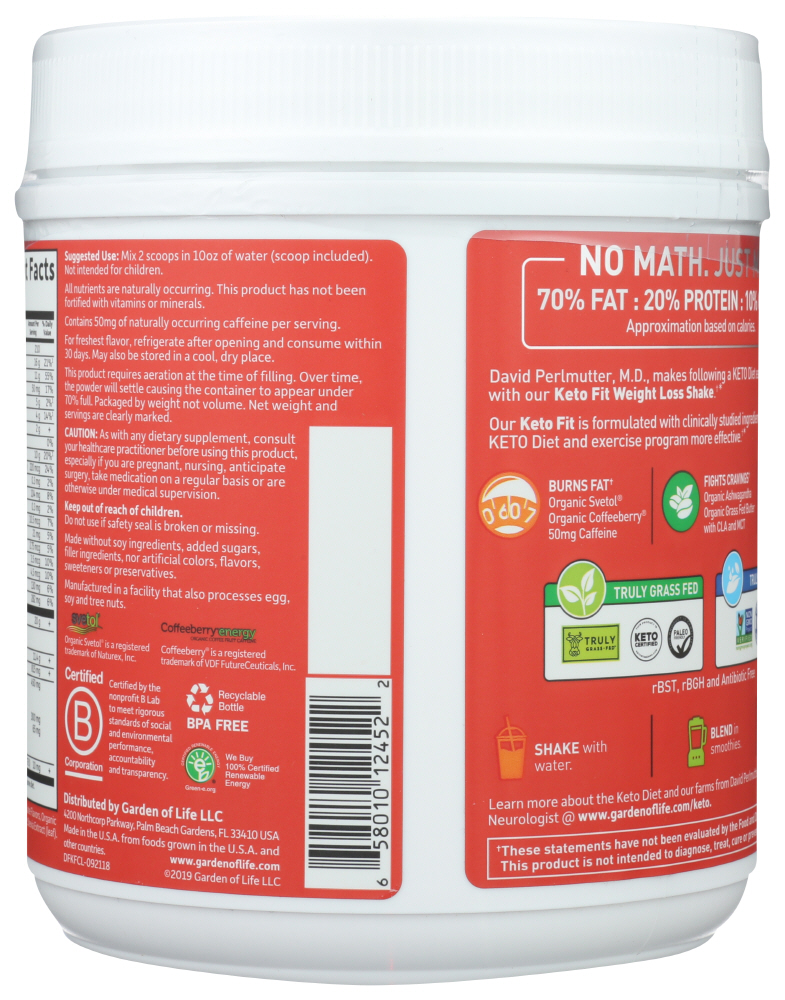 t Facts
Suggested Use: Mix 2 scoops in 10oz of water (scoop included).
Not intended for children.
All nutrients are naturally occurring. This product has not been
fortified with vitamins or minerals.
Contains 50mg of naturally occurring caffeine per serving.
For freshest flavor, refrigerate after opening and consume within
30 days. May also be stored in a cool, dry place.
This product requires aeration at the time of filling. Over time,
the powder will settle causing the container to appear under
70% full. Packaged by weight not volume. Net weight and
servings are clearly marked.
CAUTION: As with any dietary supplement, consult
your healthcare practitioner before using this product,
especially if you are pregnant, nursing, anticipate
surgery, take medication on a regular basis or are
otherwise under medical supervision.
Keep out of reach of children.
Do not use if safety seal is broken or missing.
Made without soy ingredients, added sugars,
filler ingredients, nor artificial colors, flavors,
sweeteners or preservatives.
Manufactured in a facility that also processes egg,
soy and tree nuts.
svetol
Organic Svetol® is a registered
trademark of Naturex, Inc.
Coffeeberry energy
Coffeeberry® is a registered
trademark of VDF FutureCeuticals, Inc.
Certified
B
Corporation
Certified by the
nonprofit B Lab
to meet rigorous
standards of social
and environmental
performance,
accountability
and transparency.
Recyclable
Bottle
BPA FREE
Green-e.org
We Buy
100% Certified
Renewable
Energy
Distributed by Garden of Life LLC
4200 Northcorp Parkway, Palm Beach Gardens, FL 33410 USA
Made in the U.S.A. from foods grown in the U.S.A. and
other countries.
DFKFCL-092118
www.gardenoflife.com
©2019 Garden of Life LLC
6 58010 12452 2
NO MATH. JUST
70% FAT : 20% PROTEIN : 10%
Approximation based on calories.
David Perlmutter, M.D., makes following a KETO Diet
with our Keto Fit Weight Loss Shake.
Our Keto Fit is formulated with clinically studied
KETO Diet and exercise program more effective.
BURNS FAT†
Organic Svetol®
Organic Coffeeberry®
50mg Caffeine
FIGHTS CRAVINGS†
Organic Ashwagandha
Organic Grass Fed Butter
with CLA and MCT
TRULY GRASS FED
TRULY
GRASS-FED
KETO
CERTIFIED
PALEO
rBST, rBGH and Antibiotic Free
SHAKE with
water.
BLEND in
smoothies.
Learn more about the Keto Diet and our farms from David
Neurologist @ www.gardenoflife.com/keto.
†These statements have not been evaluated by the Food and
This product is not intended to diagnose, treat, cure or